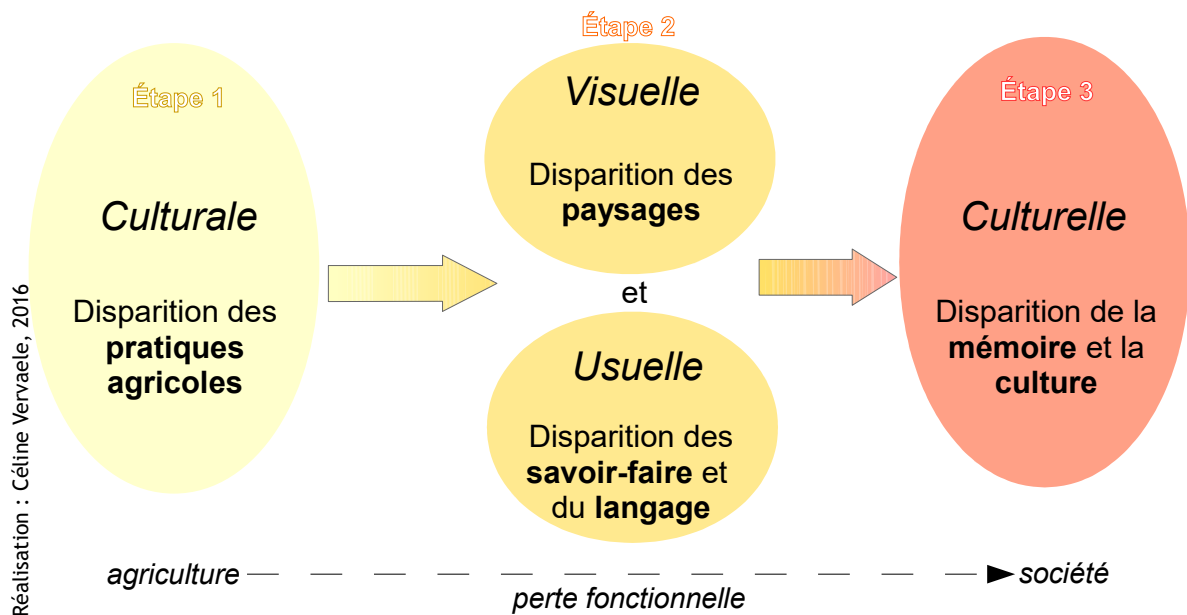 Étape 1
Culturale
Disparition des
pratiques
agricoles
Étape 2
Visuelle
Disparition des
paysages
et
Usuelle
Disparition des
savoir-faire et
du langage
Étape 3
Culturelle
Disparition de la
mémoire et la
culture
agriculture
perte fonctionnelle
société
Réalisation : Céline Vervaele, 2016